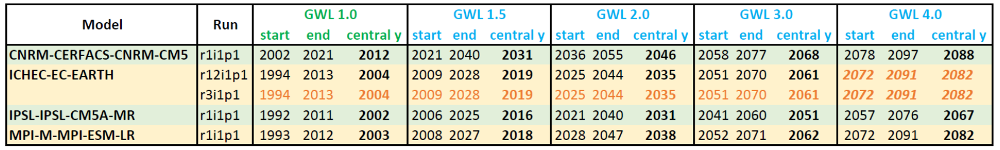 Model Run GWL 1.0 GWL 1.5 GWL 2.0 GWL 3.0 GWL 4.0
start end central y start end central y start end central y start end central y start end central y
CNRM-CERFACS-CNRM-CM5 r1i1p1 2002 2021 2012 2021 2040 2031 2036 2055 2046 2058 2077 2068 2078 2097 2088
ICHEC-EC-EARTH r12i1p1 1994 2013 2004 2009 2028 2019 2025 2044 2035 2051 2070 2061 2072 2091 2082
r3i1p1 1994 2013 2004 2009 2028 2019 2025 2044 2035 2051 2070 2061 2072 2091 2082
IPSL-IPSL-CM5A-MR r1i1p1 1992 2011 2002 2006 2025 2016 2021 2040 2031 2041 2060 2051 2057 2076 2067
MPI-M-MPI-ESM-LR r1i1p1 1993 2012 2003 2008 2027 2018 2028 2047 2038 2052 2071 2062 2072 2091 2082